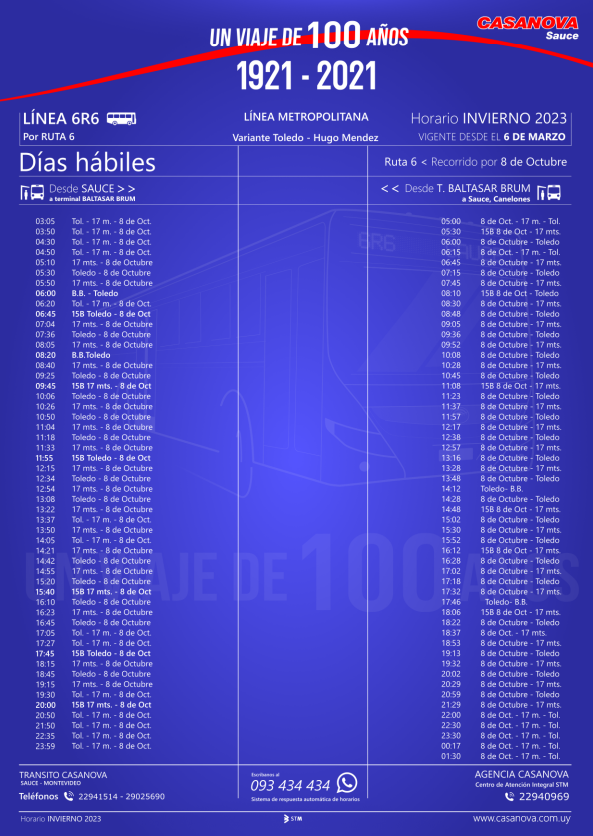 UN VIAJE DE 100 AÑOS
1921 - 2021
CASANOVA
Sauce
LÍNEA 6R6
Por RUTA 6
LÍNEA METROPOLITANA
Variante Toledo - Hugo Mendez
Horario INVIERNO 2023
VIGENTE DESDE EL 6 DE MARZO
Días hábiles
Ruta 6 < Recorrido por 8 de Octubre
Desde SAUCE > >
a terminal BALTASAR BRUM
< < Desde T. BALTASAR BRUM
a Sauce, Canelones
03:05 Tol. - 17 m. - 8 de Oct.
03:50 Tol. - 17 m. - 8 de Oct.
04:30 Tol. - 17 m. - 8 de Oct.
04:50 Tol. - 17 m. - 8 de Oct.
05:10 17 mts. - 8 de Octubre
05:30 Toledo - 8 de Octubre
05:50 17 mts. - 8 de Octubre
06:00 B.B. - Toledo
06:20 Tol. - 17 m. - 8 de Oct.
06:45 15B Toledo - 8 de Oct
07:04 17 mts. - 8 de Octubre
07:36 Toledo - 8 de Octubre
08:05 17 mts. - 8 de Octubre
08:20 B.B.Toledo
08:40 17 mts. - 8 de Octubre
09:25 Toledo - 8 de Octubre
09:45 15B 17 mts. - 8 de Oct
10:06 Toledo - 8 de Octubre
10:26 17 mts. - 8 de Octubre
10:50 Toledo - 8 de Octubre
11:04 17 mts. - 8 de Octubre
11:18 Toledo - 8 de Octubre
11:33 17 mts. - 8 de Octubre
11:55 15B Toledo - 8 de Oct
12:15 17 mts. - 8 de Octubre
12:34 Toledo - 8 de Octubre
12:54 17 mts. - 8 de Octubre
13:08 Toledo - 8 de Octubre
13:22 17 mts. - 8 de Octubre
13:37 Tol. - 17 m. - 8 de Oct.
13:50 17 mts. - 8 de Octubre
14:05 Tol. - 17 m. - 8 de Oct.
14:21 17 mts. - 8 de Octubre
14:42 Toledo - 8 de Octubre
14:55 17 mts. - 8 de Octubre
15:20 Toledo - 8 de Octubre
15:40 15B 17 mts. - 8 de Oct
16:10 Toledo - 8 de Octubre
16:23 17 mts. - 8 de Octubre
16:45 Toledo - 8 de Octubre
17:05 Tol. - 17 m. - 8 de Oct.
17:27 Tol. - 17 m. - 8 de Oct.
17:45 15B Toledo - 8 de Oct
18:15 17 mts. - 8 de Octubre
18:45 Toledo - 8 de Octubre
19:15 17 mts. - 8 de Octubre
19:30 Tol. - 17 m. - 8 de Oct.
20:00 15B 17 mts. - 8 de Oct
20:50 Tol. - 17 m. - 8 de Oct.
21:50 Tol. - 17 m. - 8 de Oct.
22:35 Tol. - 17 m. - 8 de Oct.
23:59 Tol. - 17 m. - 8 de Oct.
05:00 8 de Oct. - 17 m. - Tol.
05:30 15B 8 de Oct - 17 mts.
06:00 8 de Octubre - Toledo
06:15 8 de Oct. - 17 m. - Tol.
06:45 8 de Octubre - 17 mts.
07:15 8 de Octubre - Toledo
07:45 8 de Octubre - 17 mts.
08:10 15B 8 de Oct - Toledo
08:30 8 de Octubre - 17 mts.
08:48 8 de Octubre - Toledo
09:05 8 de Octubre - 17 mts.
09:36 8 de Octubre - Toledo
09:52 8 de Octubre - 17 mts.
10:08 8 de Octubre - Toledo
10:28 8 de Octubre - 17 mts.
10:45 8 de Octubre - Toledo
11:08 15B 8 de Oct - 17 mts.
11:23 8 de Octubre - Toledo
11:37 8 de Octubre - 17 mts.
11:57 8 de Octubre - Toledo
12:17 8 de Octubre - 17 mts.
12:38 8 de Octubre - Toledo
12:57 8 de Octubre - 17 mts.
13:16 8 de Octubre - Toledo
13:28 8 de Octubre - 17 mts.
13:48 8 de Octubre - Toledo
14:12 Toledo- B.B.
14:28 8 de Octubre - Toledo
14:48 15B 8 de Oct - 17 mts.
15:02 8 de Octubre - Toledo
15:30 8 de Octubre - 17 mts.
15:52 8 de Octubre - Toledo
16:12 15B 8 de Oct - 17 mts.
16:28 8 de Octubre - Toledo
17:02 8 de Octubre - 17 mts.
17:18 8 de Octubre - Toledo
17:32 8 de Octubre - 17 mts.
17:46 Toledo- B.B.
18:06 15B 8 de Oct - 17 mts.
18:22 8 de Octubre - Toledo
18:37 8 de Oct. - 17 mts.
18:53 8 de Octubre - 17 mts.
19:13 8 de Octubre - Toledo
19:32 8 de Octubre - 17 mts.
20:02 8 de Octubre - Toledo
20:29 8 de Octubre - 17 mts.
20:59 8 de Octubre - Toledo
21:29 8 de Octubre - 17 mts.
22:00 8 de Oct. - 17 m. - Tol.
22:30 8 de Oct. - 17 m. - Tol.
23:30 8 de Oct. - 17 m. - Tol.
00:17 8 de Oct. - 17 m. - Tol.
01:30 8 de Oct. - 17 m. - Tol.
6R6
UN VIAJE DE 100 AÑOS
TRANSITO CASANOVA
SAUCE - MONTEVIDEO
Teléfonos 22941514 - 29025690
Escribanos al
093 434 434
Sistema de respuesta automática de horarios
AGENCIA CASANOVA
Centro de Atención Integral STM
22940969
Horario INVIERNO 2023
STM
www.casanova.com.uy